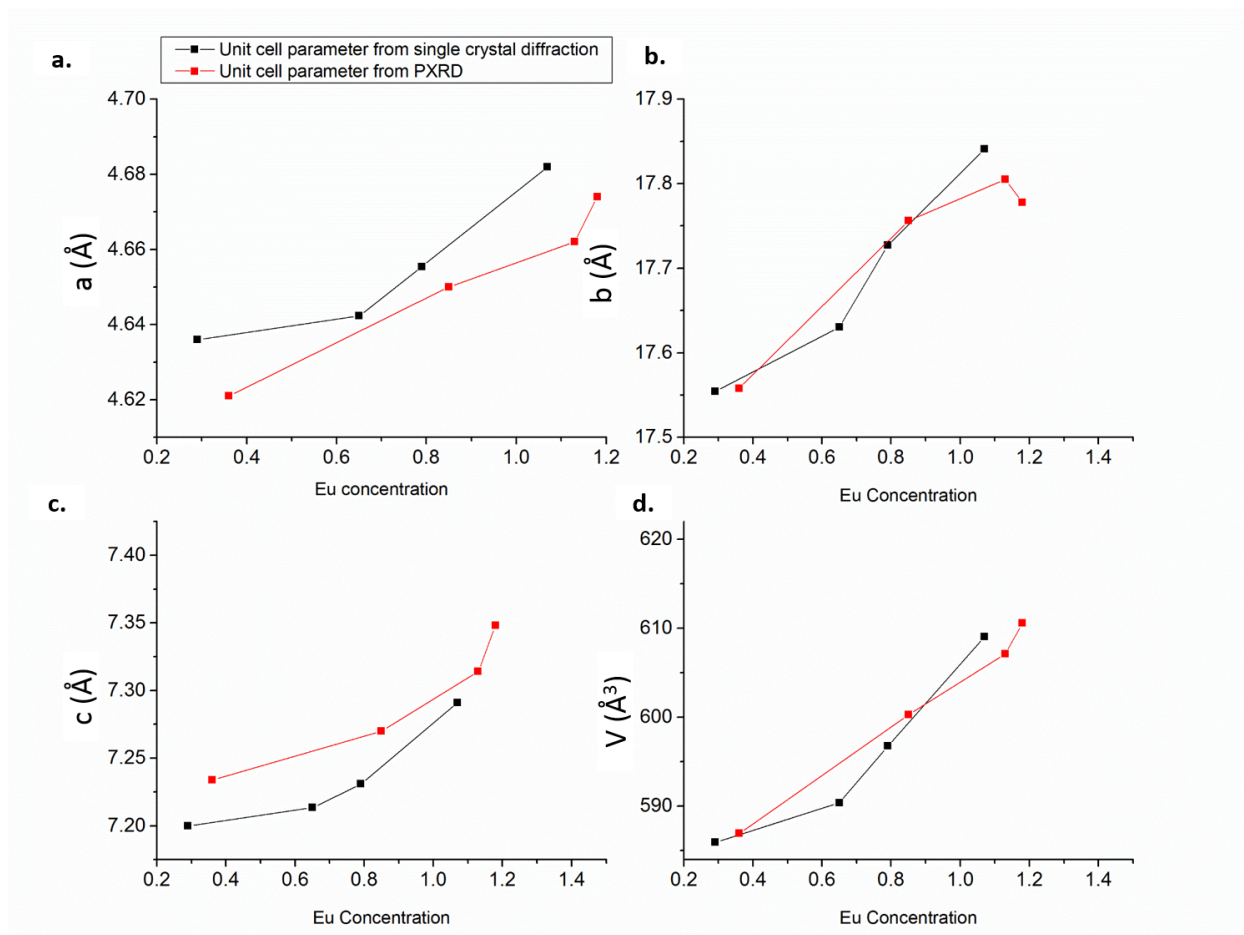 a.
Unit cell parameter from single crystal diffraction
Unit cell parameter from PXRD
b.
4.70
4.68
4.66
4.64
4.62
a (Å)
0.2 0.4 0.6 0.8 1.0 1.2
Eu concentration
17.9
17.8
17.7
17.6
17.5
b (Å)
0.2 0.4 0.6 0.8 1.0 1.2 1.4
Eu Concentration
c.
7.40
7.35
7.30
7.25
7.20
c (Å)
0.2 0.4 0.6 0.8 1.0 1.2 1.4
Eu Concentration
d.
620
610
600
590
V (Å³)
0.2 0.4 0.6 0.8 1.0 1.2 1.4
Eu Concentration